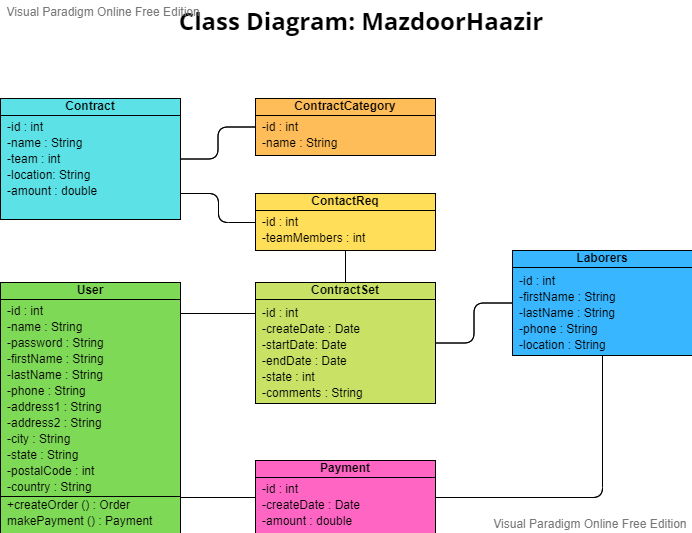 Visual Paradigm Online Free Edition
Class Diagram: MazdoorHaazir
Contract
-id : int
-name : String
-team : int
-location: String
-amount : double
ContractCategory
-id : int
-name : String
ContactReq
-id : int
-teamMembers : int
Laborers
-id : int
-firstName : String
-lastName : String
-phone : String
-location : String
User
-id : int
-name : String
-password : String
-firstName : String
-lastName : String
-phone : String
-address1 : String
-address2 : String
-city : String
-state : String
-postalCode : int
-country : String
+createOrder () : Order
makePayment () : Payment
ContractSet
-id : int
-createDate : Date
-startDate: Date
-endDate : Date
-state : int
-comments : String
Payment
-id : int
-createDate : Date
-amount : double
Visual Paradigm Online Free Edition